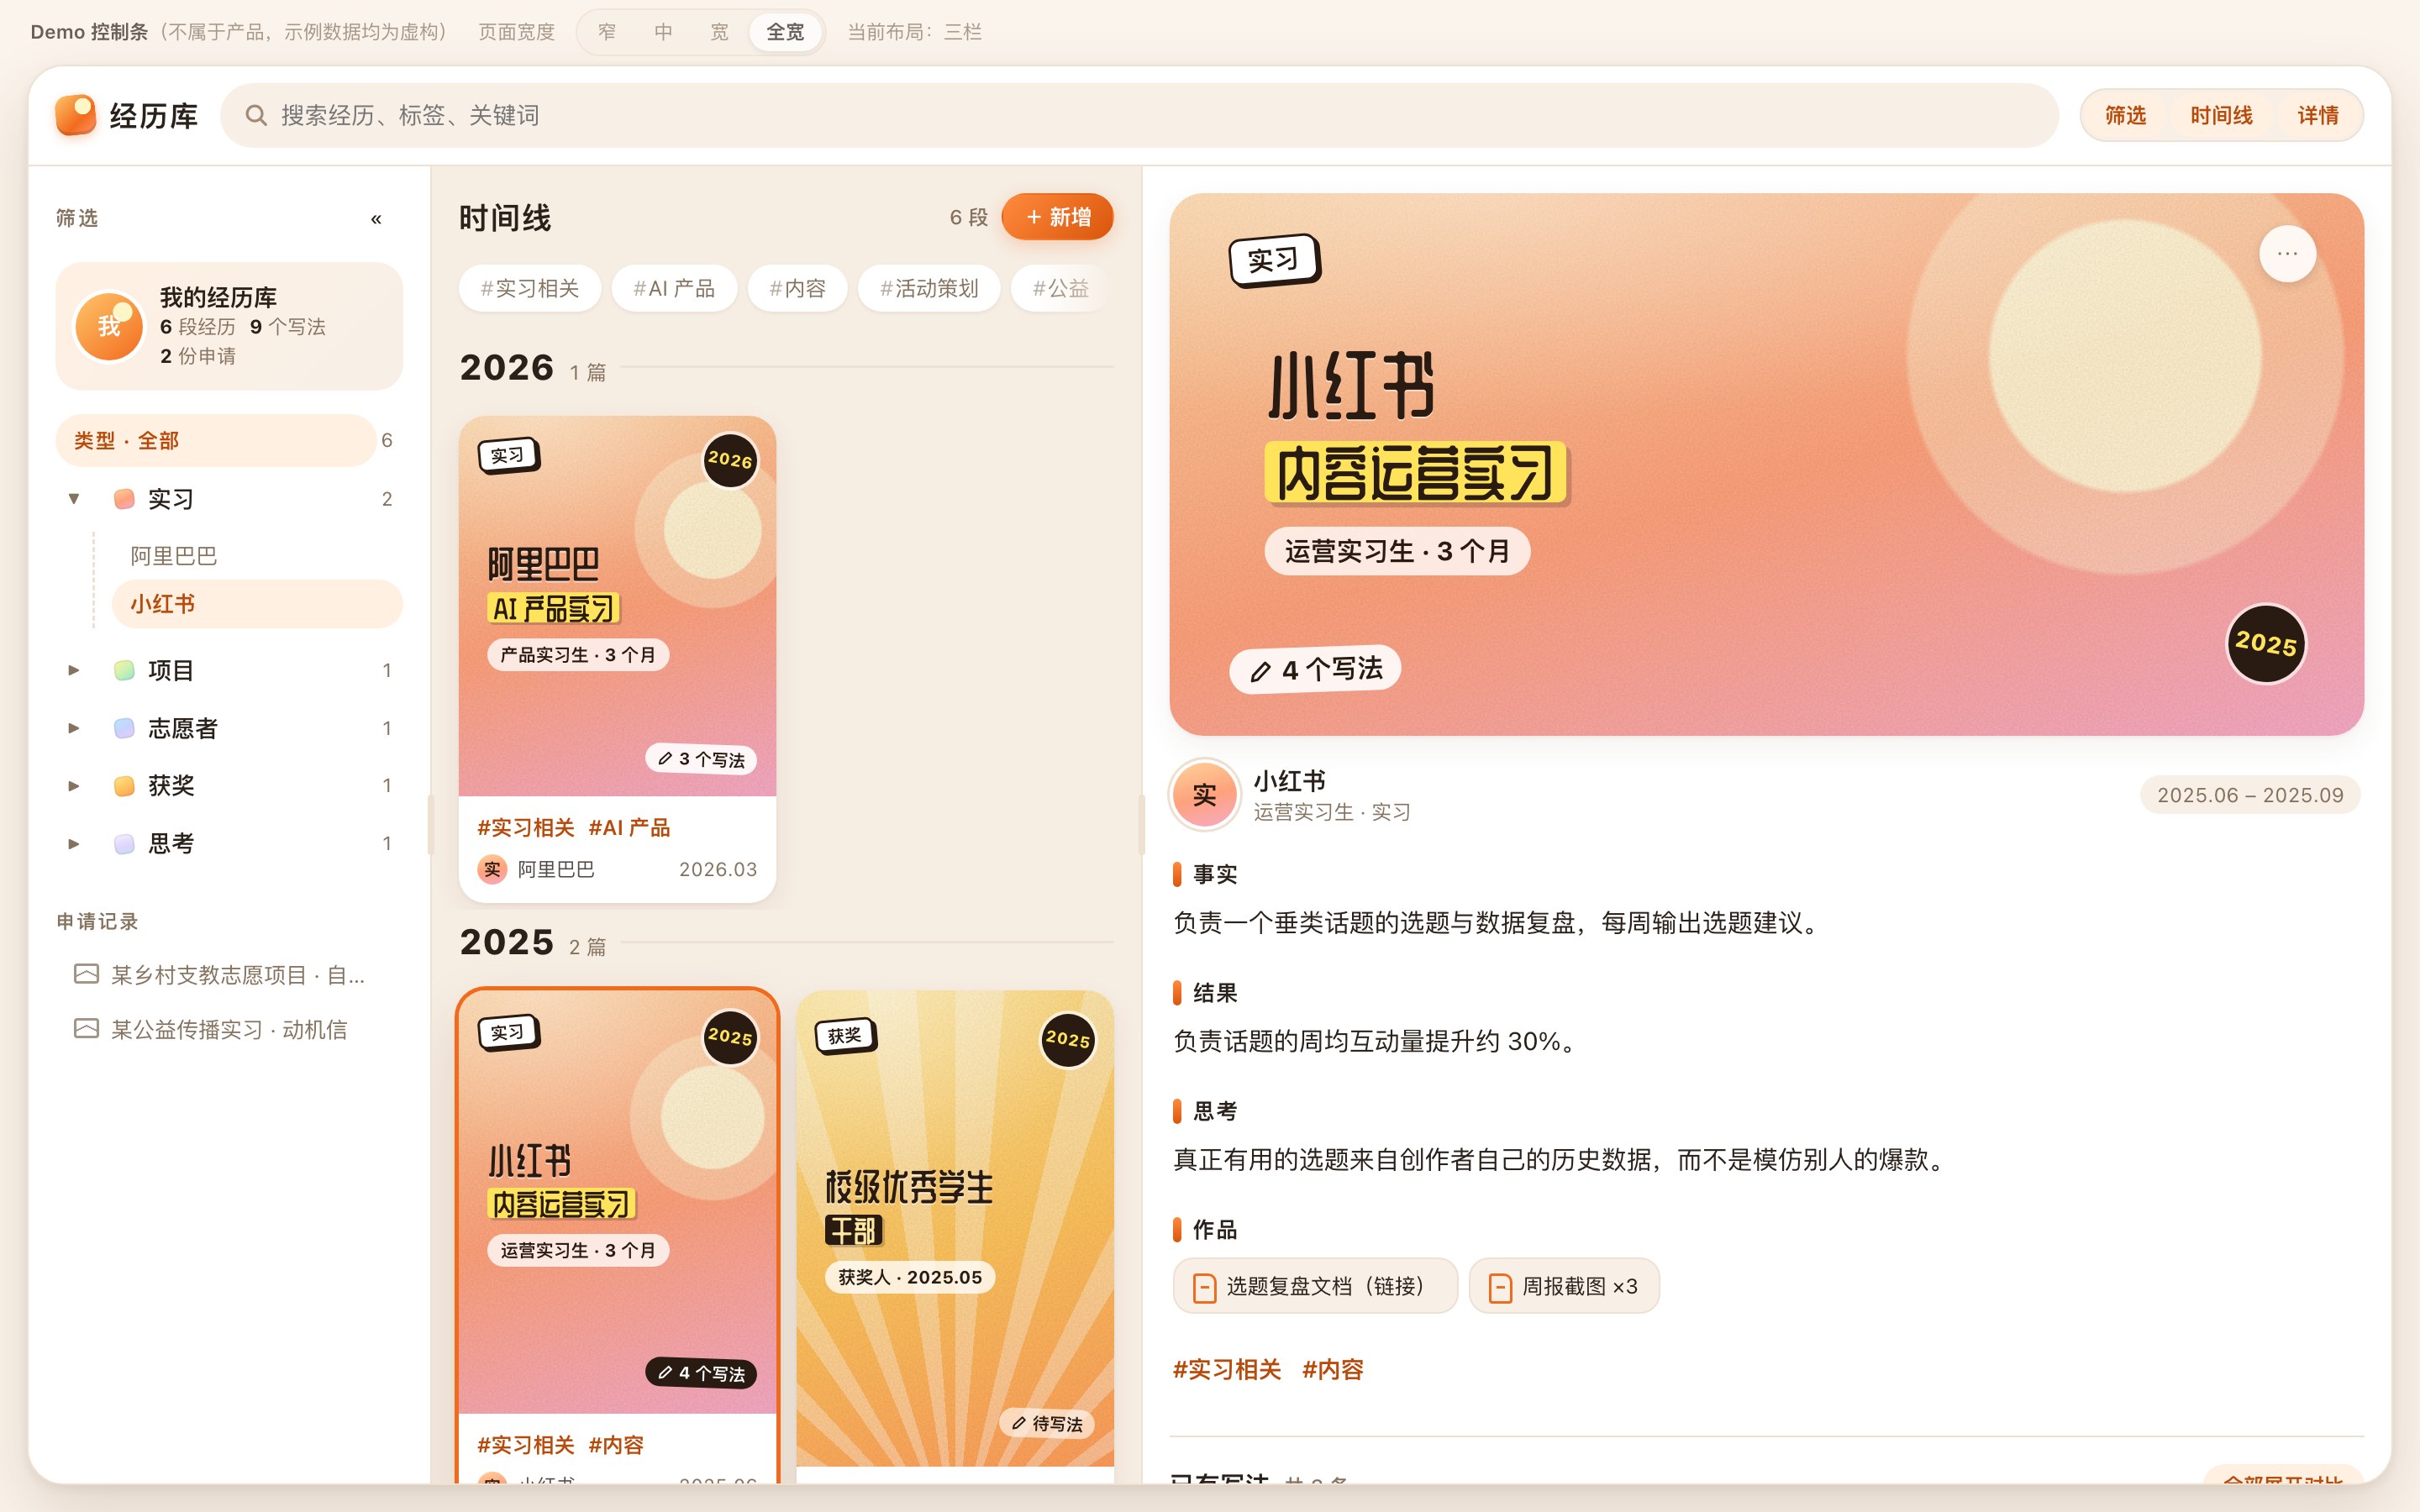 Demo 控制条（不属于产品，示例数据均为虚构） 页面宽度 窄 中 宽 全宽 当前布局：三栏
经历库
搜索经历、标签、关键词
筛选 时间线 详情
筛选 «
我
我的经历库
6 段经历 9 个写法
2 份申请
类型 · 全部 6
实习 2
阿里巴巴
小红书
项目 1
志愿者 1
获奖 1
思考 1
申请记录
某乡村支教志愿项目 · 自...
某公益传播实习 · 动机信
时间线 6 段 + 新增
#实习相关 #AI 产品 #内容 #活动策划 #公益
2026 1 篇
实习 2026
阿里巴巴
AI 产品实习
产品实习生 · 3 个月
3 个写法
#实习相关 #AI 产品
实 阿里巴巴 2026.03
2025 2 篇
实习 2025
小红书
内容运营实习
运营实习生 · 3 个月
4 个写法
#实习相关 #内容
获奖 2025
校级优秀学生
干部
获奖人 · 2025.05
待写法
实习
小红书
内容运营实习
运营实习生 · 3 个月
4 个写法
2025
实 小红书
运营实习生 · 实习
2025.06 – 2025.09
事实
负责一个垂类话题的选题与数据复盘，每周输出选题建议。
结果
负责话题的周均互动量提升约 30%。
思考
真正有用的选题来自创作者自己的历史数据，而不是模仿别人的爆款。
作品
选题复盘文档（链接） 周报截图 ×3
#实习相关 #内容